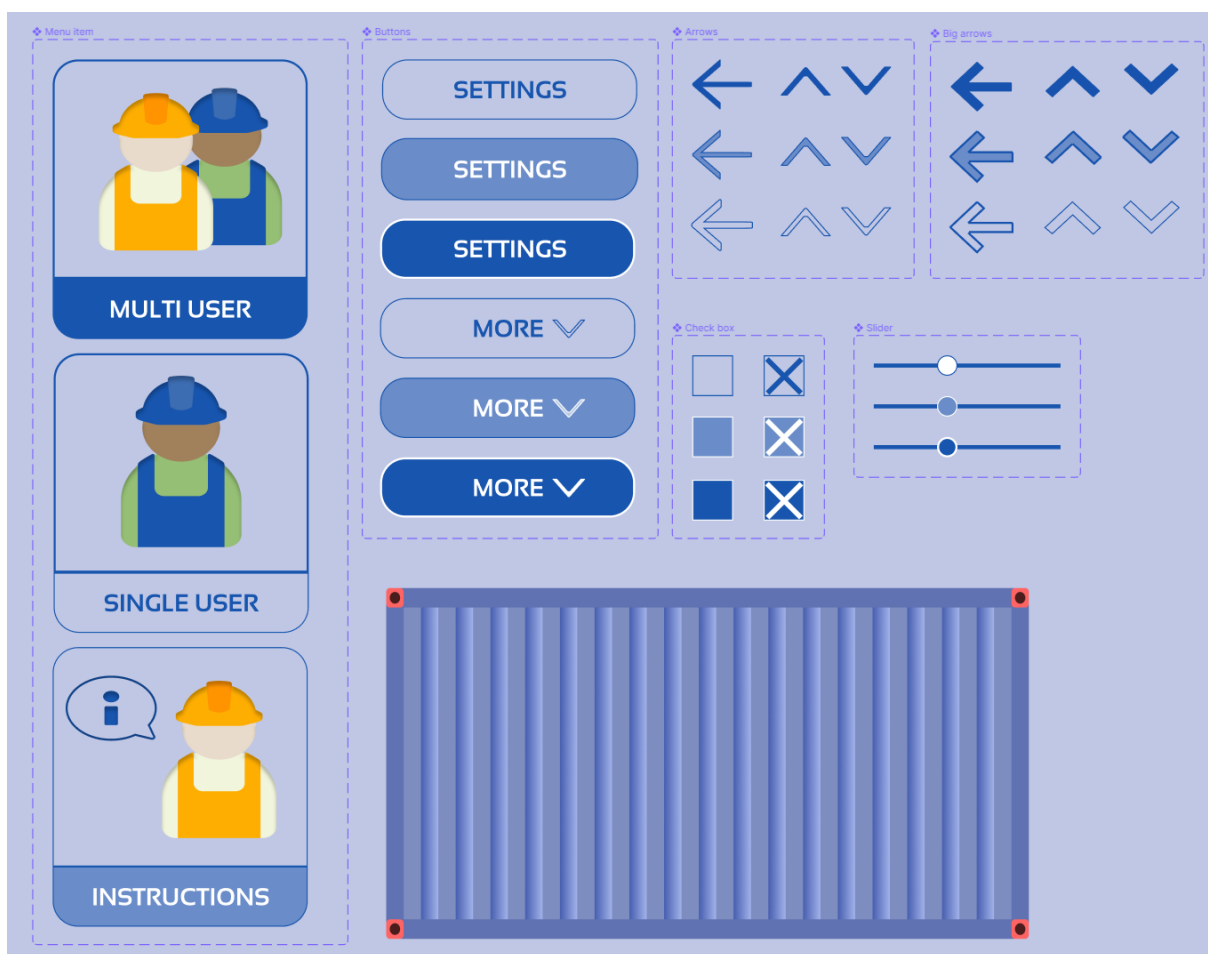 Menu item
MULTI USER
SINGLE USER
INSTRUCTIONS
Buttons
SETTINGS
SETTINGS
SETTINGS
MORE
MORE
MORE
Arrows
Big arrows
Check box
Slider